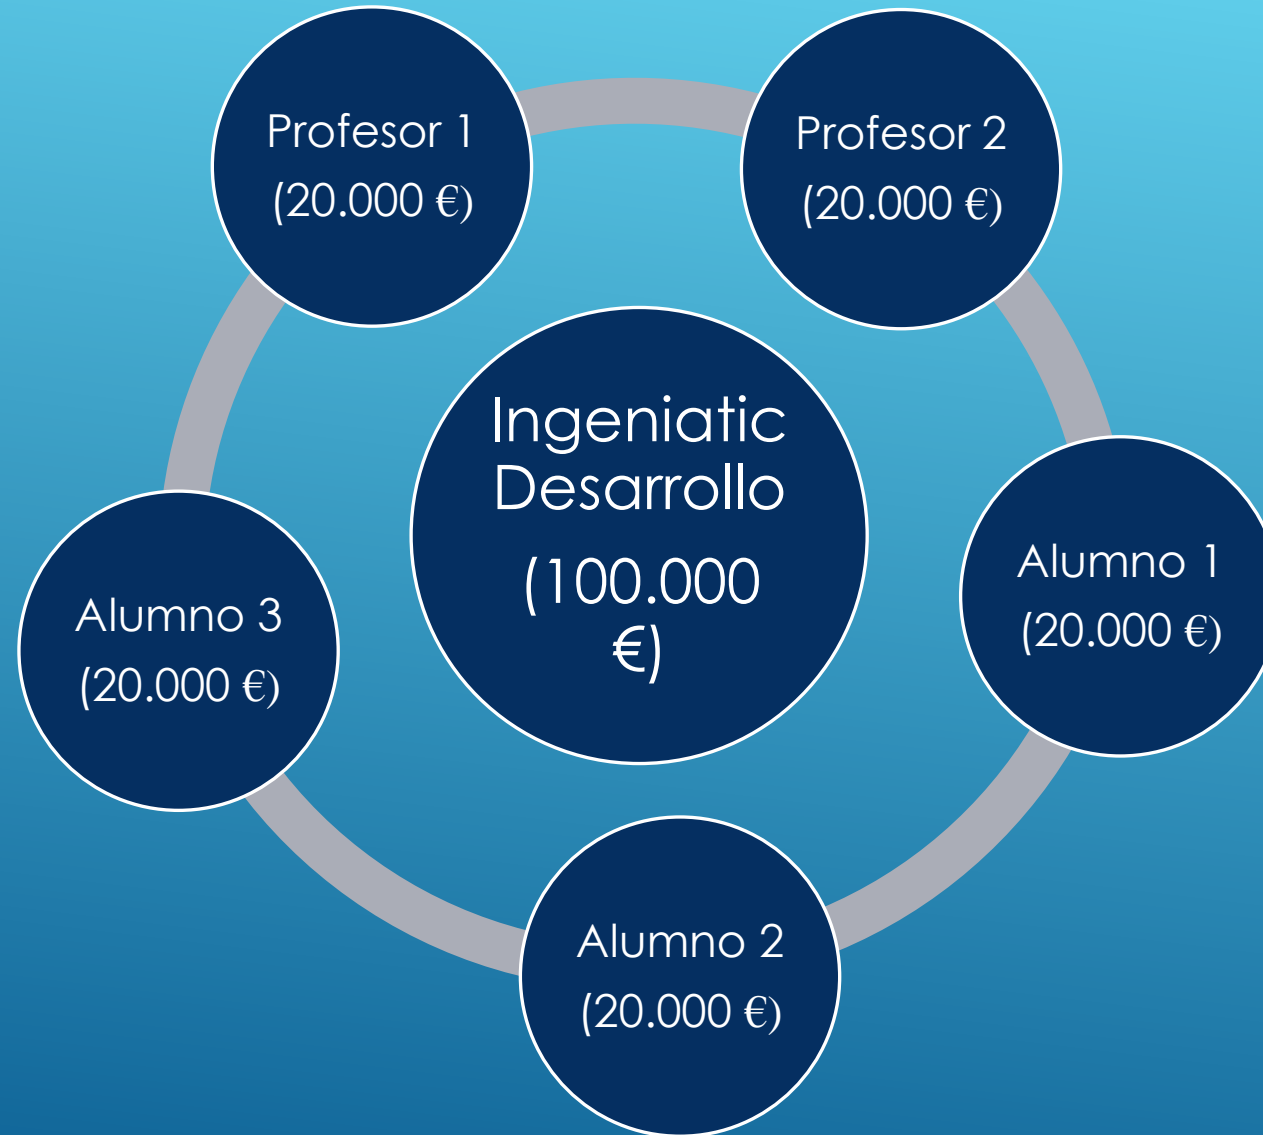 Profesor 1
(20.000 €)
Profesor 2
(20.000 €)
Ingeniatic
Desarrollo
(100.000
€)
Alumno 1
(20.000 €)
Alumno 3
(20.000 €)
Alumno 2
(20.000 €)